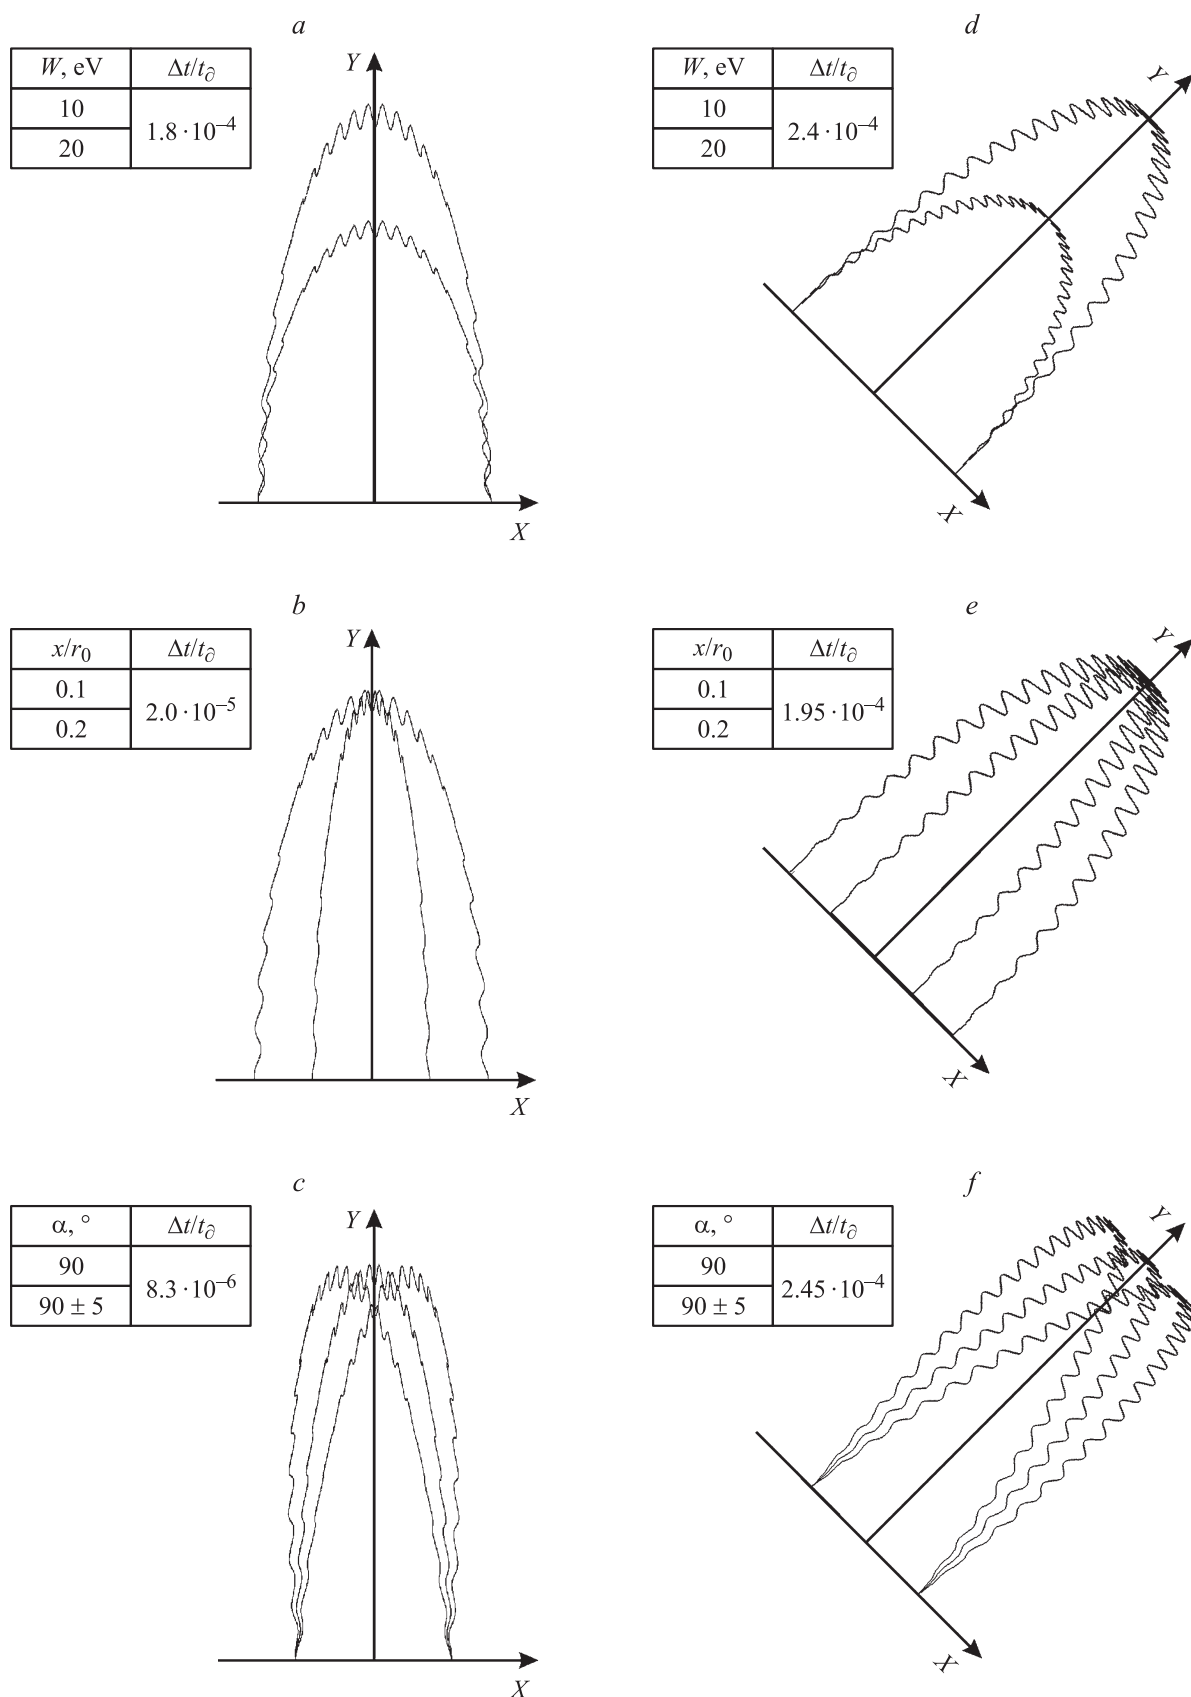 a
W, eV Δt/t∂
10
1.8 · 10⁻⁴
20
Y
X
d
W, eV Δt/t∂
10
2.4 · 10⁻⁴
20
Y
X
b
x/r₀ Δt/t∂
0.1
2.0 · 10⁻⁵
0.2
Y
X
e
x/r₀ Δt/t∂
0.1
1.95 · 10⁻⁴
0.2
Y
X
c
α, ° Δt/t∂
90
8.3 · 10⁻⁶
90 ± 5
Y
X
f
α, ° Δt/t∂
90
2.45 · 10⁻⁴
90 ± 5
Y
X